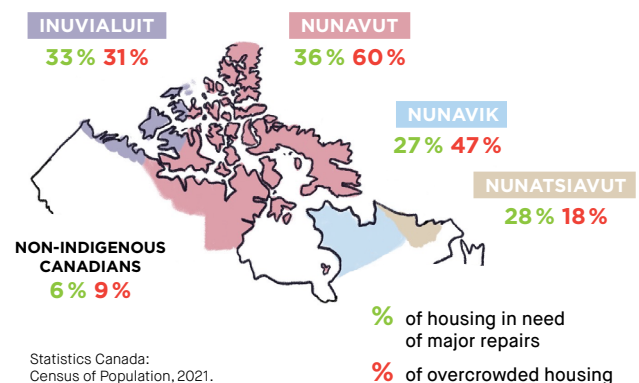 INUVIALUIT
33% 31%
NUNAVUT
36% 60%
NUNAVIK
27% 47%
NUNATSIAVUT
28% 18%
NON-INDIGENOUS
CANADIANS
6% 9%
% of housing in need
of major repairs
% of overcrowded housing
Statistics Canada:
Census of Population, 2021.